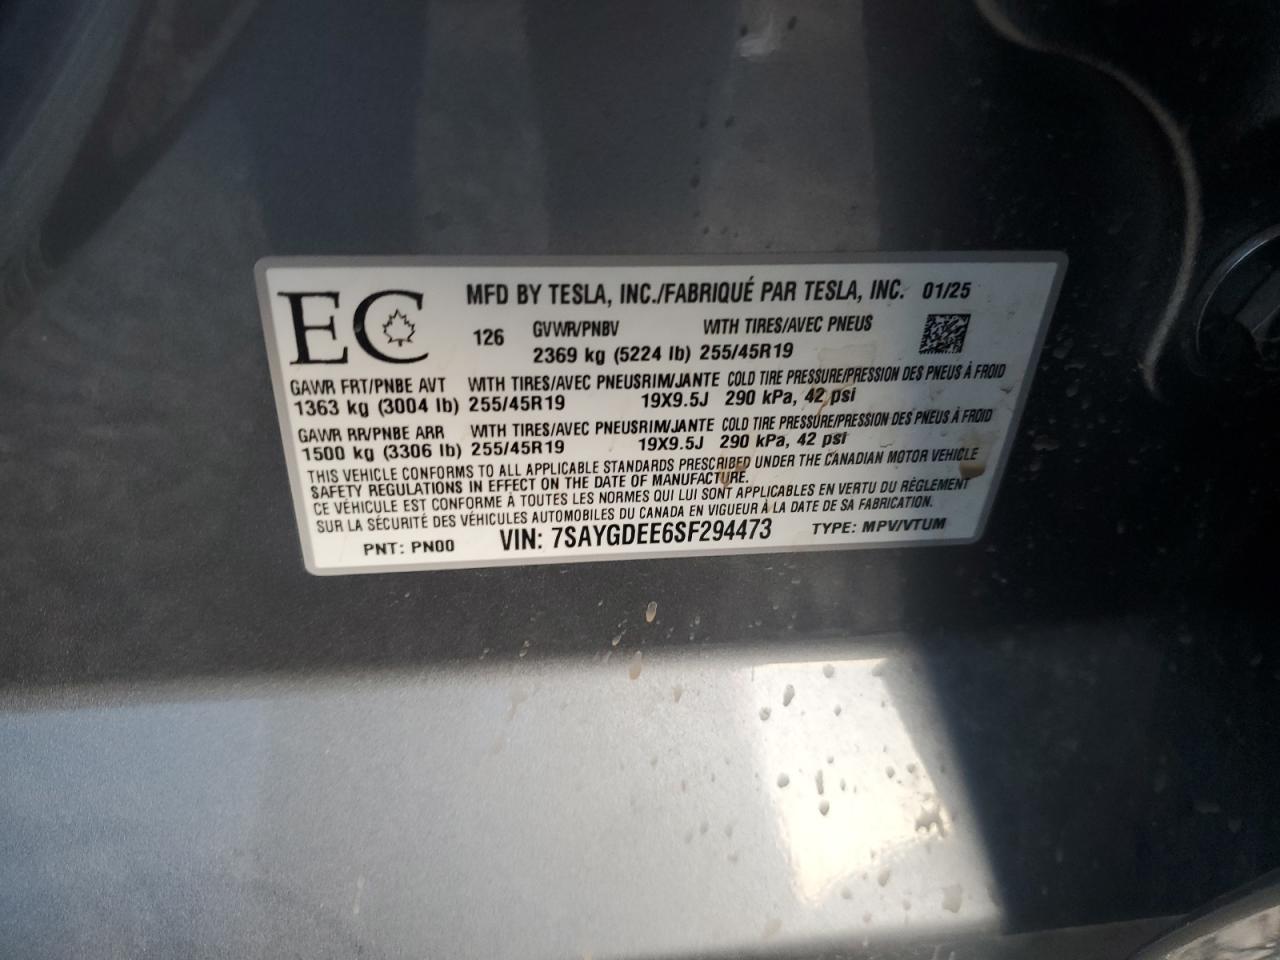 EC
MFD BY TESLA, INC./FABRIQUÉ PAR TESLA, INC. 01/25
126 GVWR/PNBV WITH TIRES/AVEC PNEUS
2369 kg (5224 lb) 255/45R19
GAWR FRT/PNBE AVT WITH TIRES/AVEC PNEUS RIM/JANTE COLD TIRE PRESSURE/PRESSION DES PNEUS À FROID
1363 kg (3004 lb) 255/45R19 19X9.5J 290 kPa, 42 psi
GAWR RR/PNBE ARR WITH TIRES/AVEC PNEUS RIM/JANTE COLD TIRE PRESSURE/PRESSION DES PNEUS À FROID
1500 kg (3306 lb) 255/45R19 19X9.5J 290 kPa, 42 psi
THIS VEHICLE CONFORMS TO ALL APPLICABLE STANDARDS PRESCRIBED UNDER THE CANADIAN MOTOR VEHICLE
SAFETY REGULATIONS IN EFFECT ON THE DATE OF MANUFACTURE.
CE VÉHICULE EST CONFORME À TOUTES LES NORMES QUI LUI SONT APPLICABLES EN VERTU DU RÈGLEMENT
SUR LA SÉCURITÉ DES VÉHICULES AUTOMOBILES DU CANADA EN VIGUEUR À LA DATE DE SA FABRICATION.
PNT: PN00 VIN: 7SAYGDEE6SF294473 TYPE: MPV/VTUM